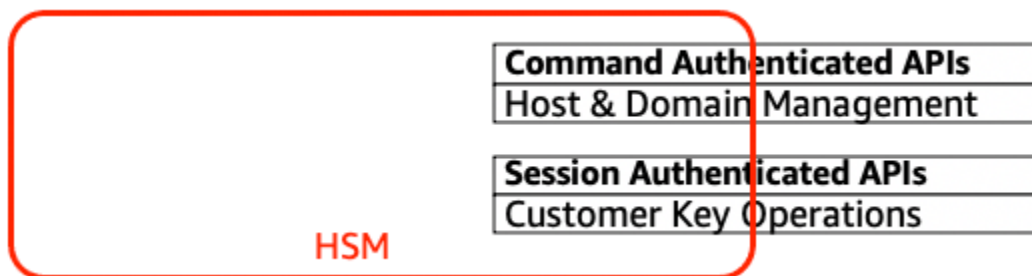 Command Authenticated APIs
Host & Domain Management
Session Authenticated APIs
Customer Key Operations
HSM